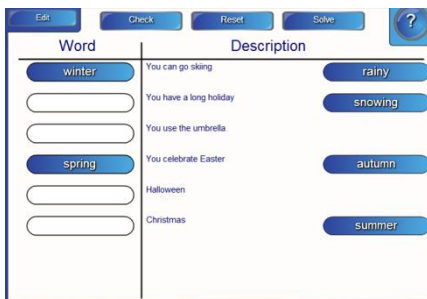 Edit Check Reset Solve ?
Word Description
winter You can go skiing rainy
You have a long holiday snowing
You use the umbrella
spring You celebrate Easter autumn
Halloween
Christmas summer